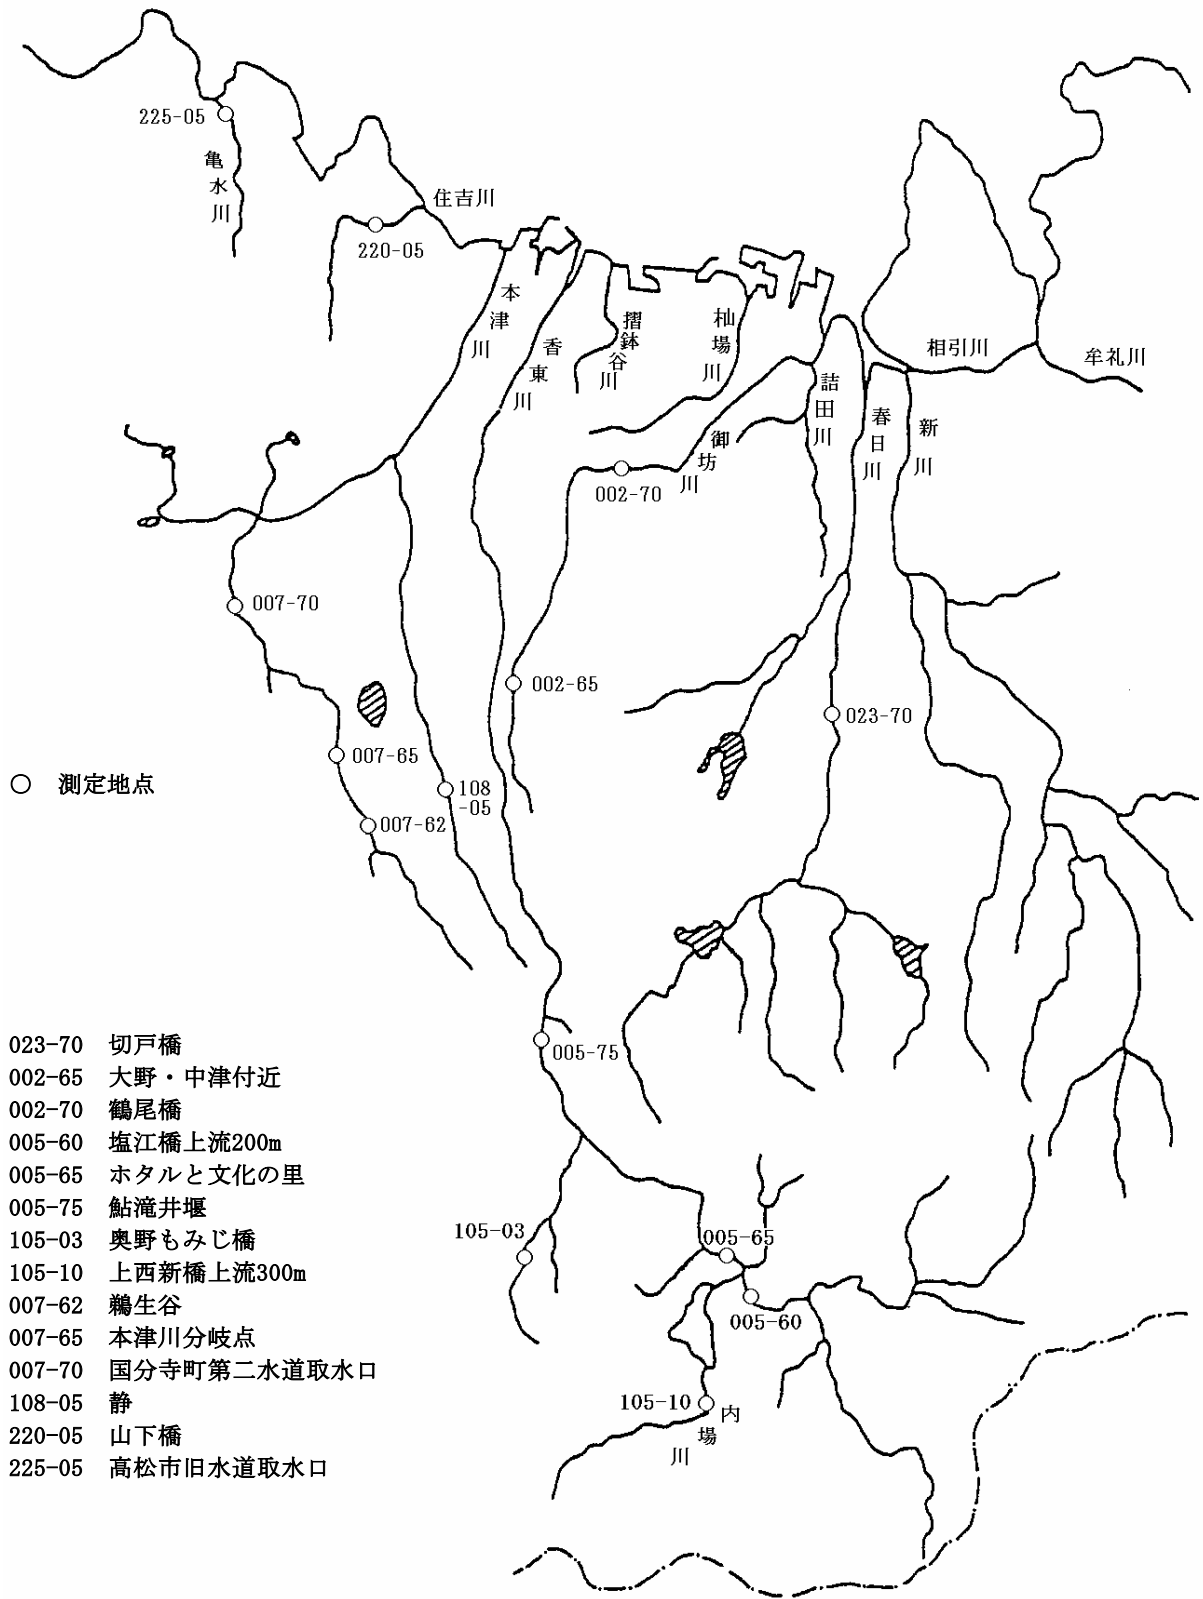 225-05
亀水川
住吉川
220-05
本津川
香東川
摺鉢谷川
杣場川
詰田川
春日川
新川
相引川
牟礼川
御坊川
002-70
007-70
002-65
023-70
007-65
108
-05
007-62
○ 測定地点
005-75
105-03
005-65
005-60
105-10
内場川
023-70 切戸橋
002-65 大野・中津付近
002-70 鶴尾橋
005-60 塩江橋上流200m
005-65 ホタルと文化の里
005-75 鮎滝井堰
105-03 奥野もみじ橋
105-10 上西新橋上流300m
007-62 鵜生谷
007-65 本津川分岐点
007-70 国分寺町第二水道取水口
108-05 静
220-05 山下橋
225-05 高松市旧水道取水口